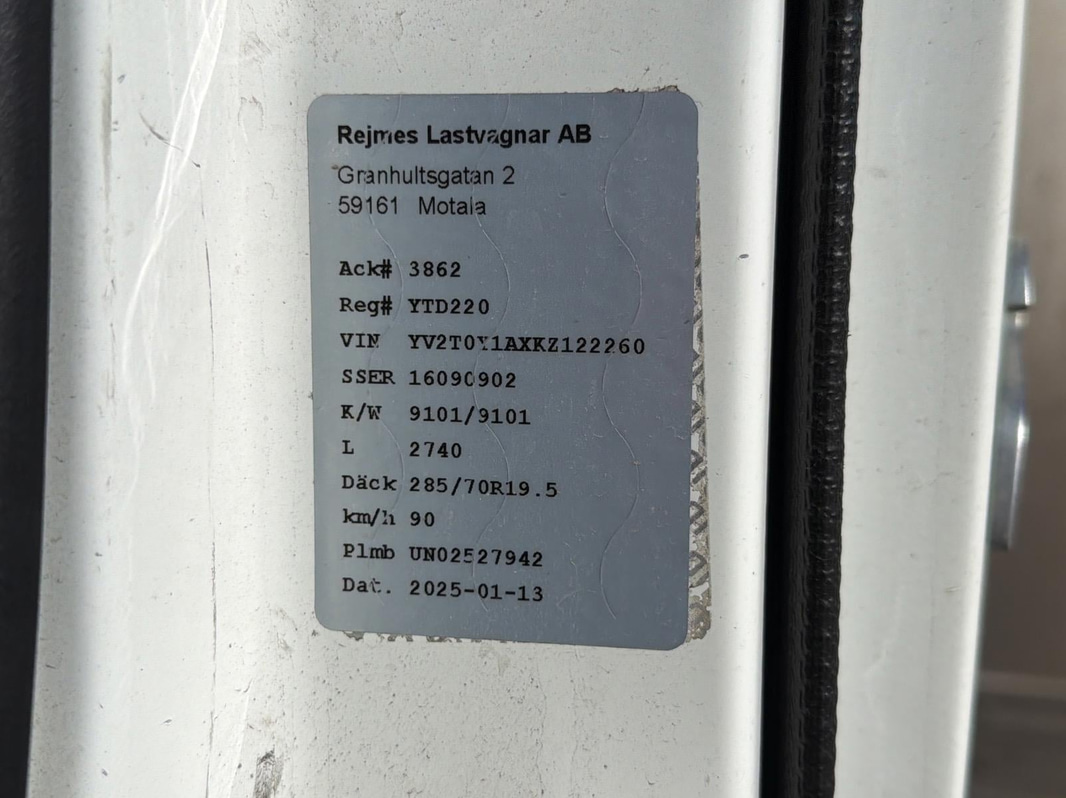 Rejmes Lastvagnar AB
Granhultsgatan 2
59161 Motala
Ack# 3862
Reg# YTD220
VIN YV2T0Y1AXKZ122260
SSER 16090902
K/W 9101/9101
L 2740
Däck 285/70R19.5
km/h 90
Plmb UN02527942
Dat. 2025-01-13